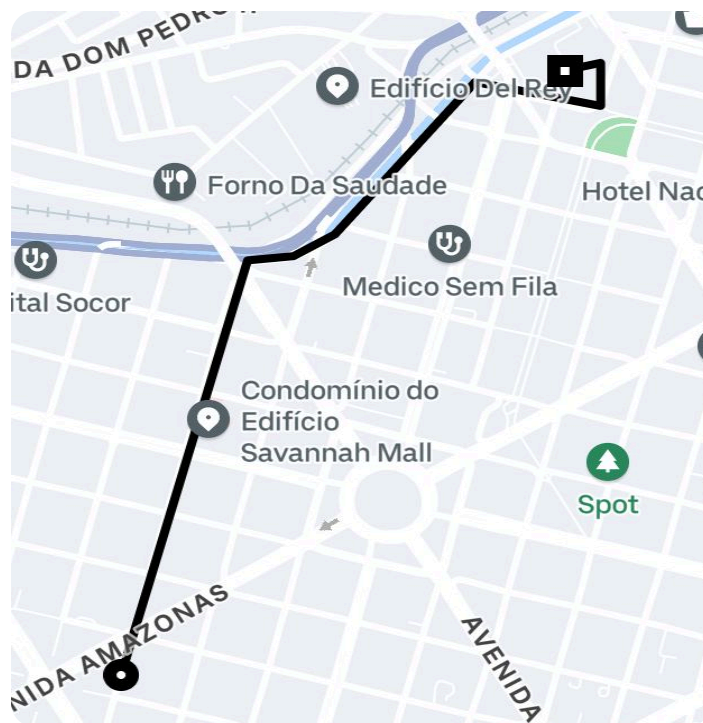 DA DOM PEDRO II
Edifício Del Rey
Forno Da Saudade
Hotel Nac
Medico Sem Fila
ital Socor
Condomínio do
Edifício
Savannah Mall
Spot
NIDA AMAZONAS
AVENIDA